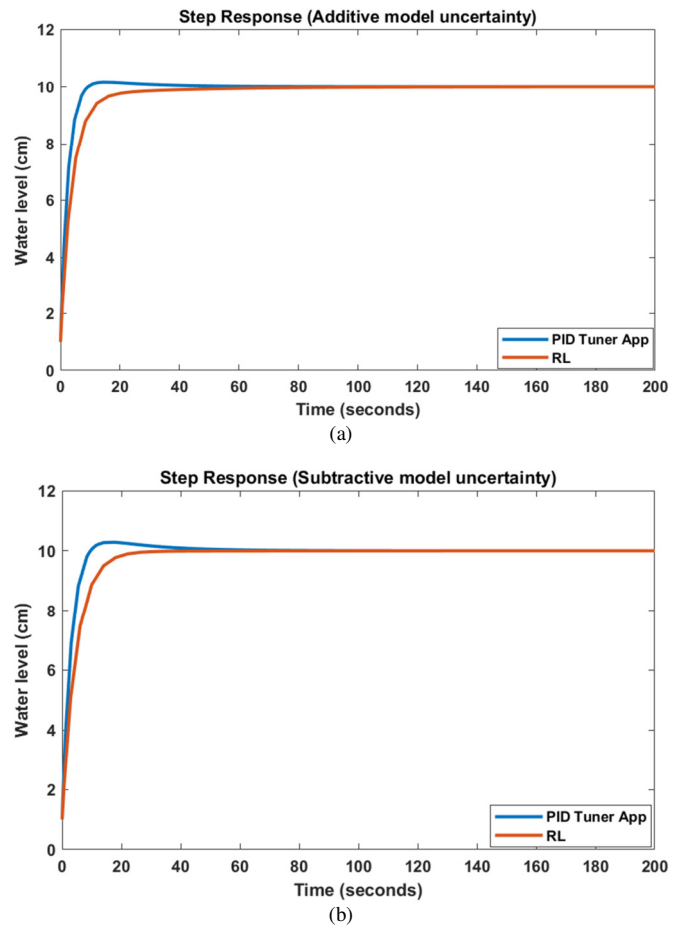 Step Response (Additive model uncertainty)
12
10
8
6
4
2
0
Water level (cm)
PID Tuner App
RL
0 20 40 60 80 100 120 140 160 180 200
Time (seconds)
(a)
Step Response (Subtractive model uncertainty)
12
10
8
6
4
2
0
Water level (cm)
PID Tuner App
RL
0 20 40 60 80 100 120 140 160 180 200
Time (seconds)
(b)